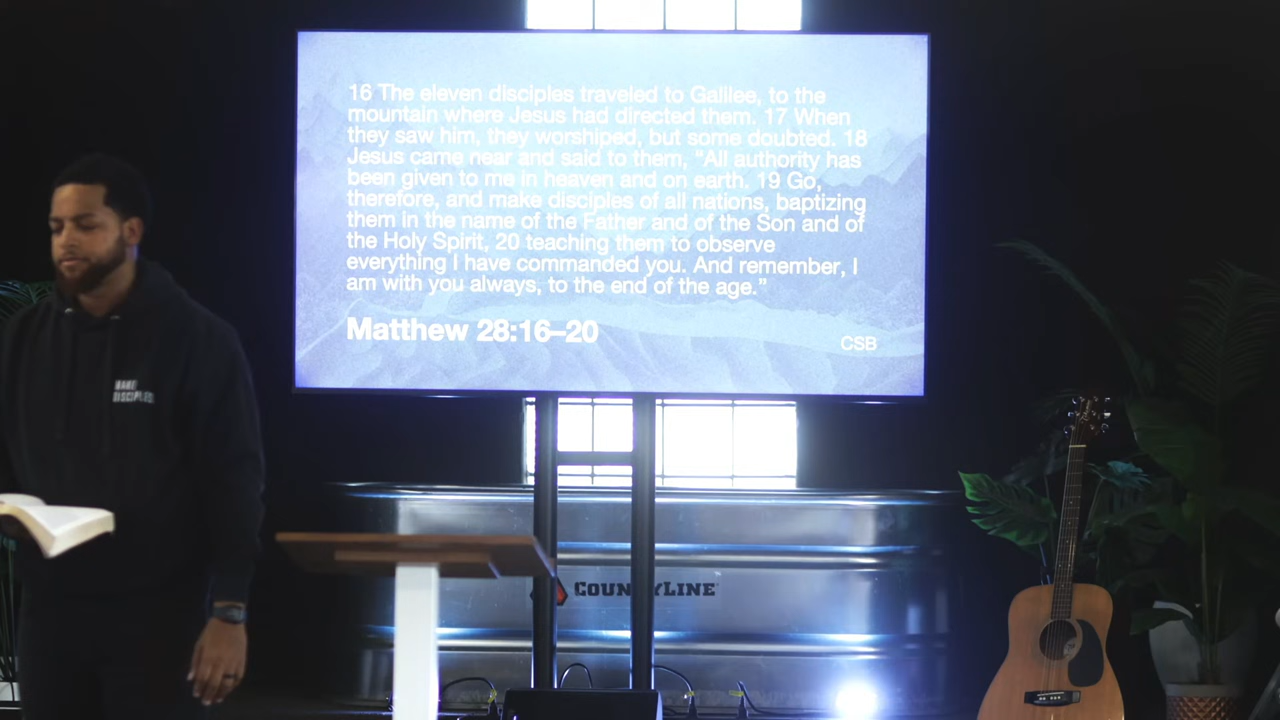 16 The eleven disciples traveled to Galilee, to the
mountain where Jesus had directed them. 17 When
they saw him, they worshiped, but some doubted. 18
Jesus came near and said to them, “All authority has
been given to me in heaven and on earth. 19 Go,
therefore, and make disciples of all nations, baptizing
them in the name of the Father and of the Son and of
the Holy Spirit, 20 teaching them to observe
everything I have commanded you. And remember, I
am with you always, to the end of the age.”
Matthew 28:16–20
CSB
MAKE
DISCIPLES
COUNTYLINE